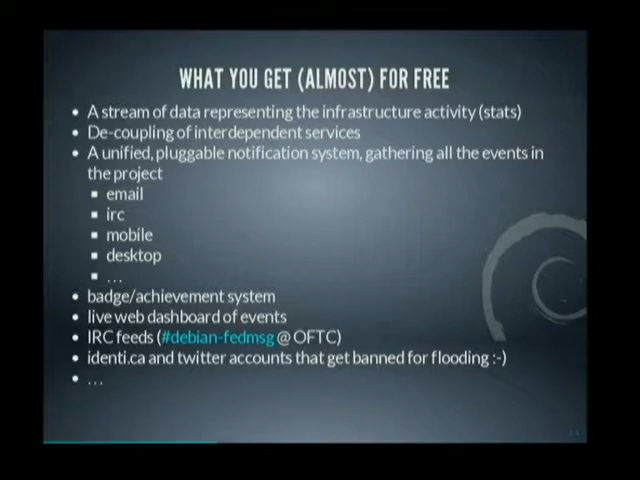 WHAT YOU GET (ALMOST) FOR FREE
• A stream of data representing the infrastructure activity (stats)
• De-coupling of interdependent services
• A unified, pluggable notification system, gathering all the events in
the project
▪ email
▪ irc
▪ mobile
▪ desktop
▪ ...
• badge/achievement system
• live web dashboard of events
• IRC feeds (#debian-fedmsg @ OFTC)
• identi.ca and twitter accounts that get banned for flooding :-)
• ...